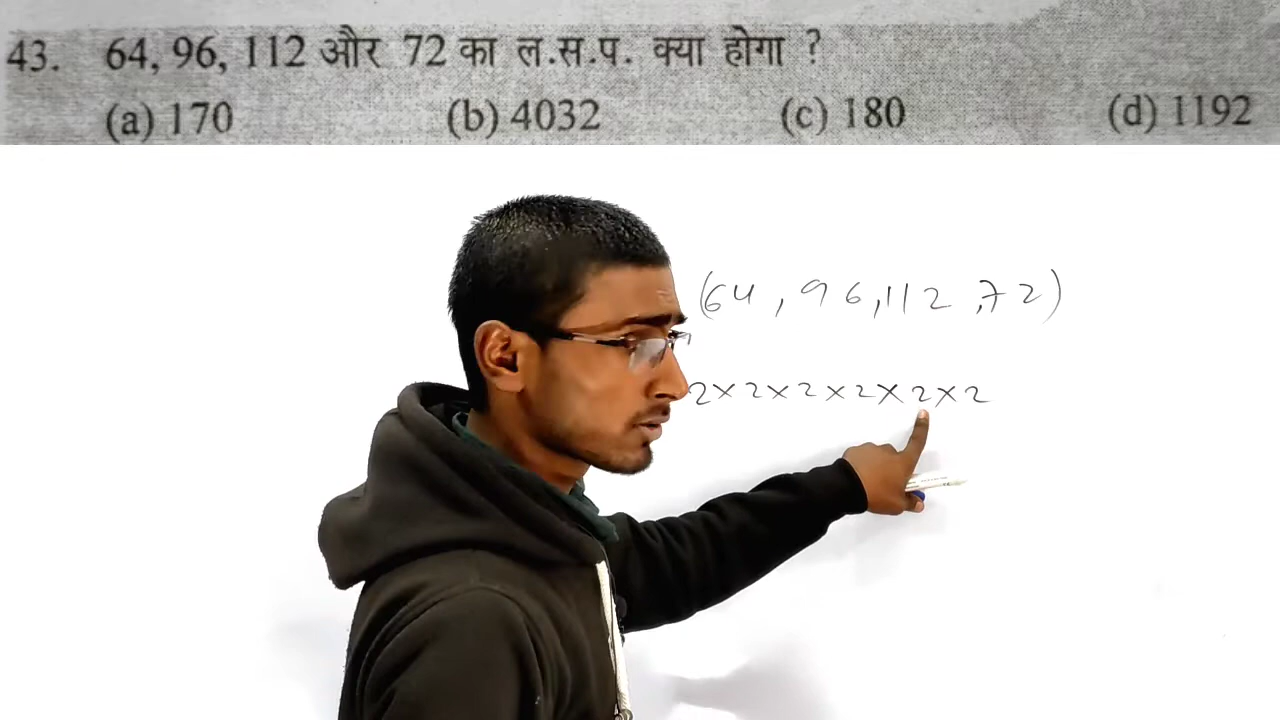 43. 64, 96, 112 और 72 का ल.स.प. क्या होगा ?
(a) 170 (b) 4032 (c) 180 (d) 1192
(64, 96, 112, 72)
2×2×2×2×2×2